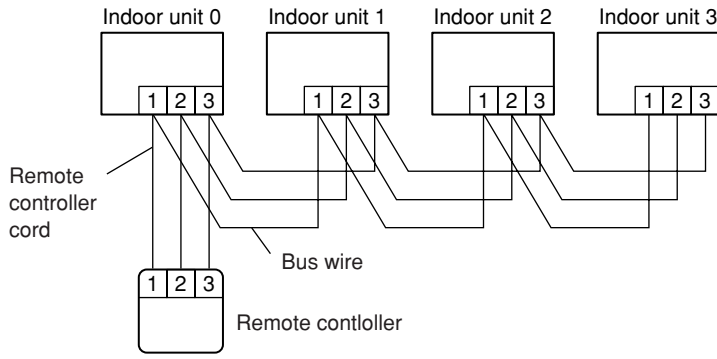 Indoor unit 0 Indoor unit 1 Indoor unit 2 Indoor unit 3
1 2 3 1 2 3 1 2 3 1 2 3
Remote
controller
cord
Bus wire
1 2 3
Remote contloller